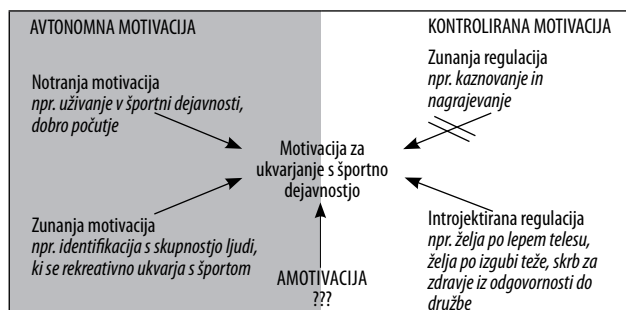 AVTONOMNA MOTIVACIJA
Notranja motivacija
npr. uživanje v športni dejavnosti,
dobro počutje
Zunanja motivacija
npr. identifikacija s skupnostjo ljudi,
ki se rekreativno ukvarja s športom
Motivacija za
ukvarjanje s športno
dejavnostjo
AMOTIVACIJA
???
KONTROLIRANA MOTIVACIJA
Zunanja regulacija
npr. kaznovanje in
nagrajevanje
Introjektirana regulacija
npr. želja po lepem telesu,
želja po izgubi teže, skrb za
zdravje iz odgovornosti do
družbe